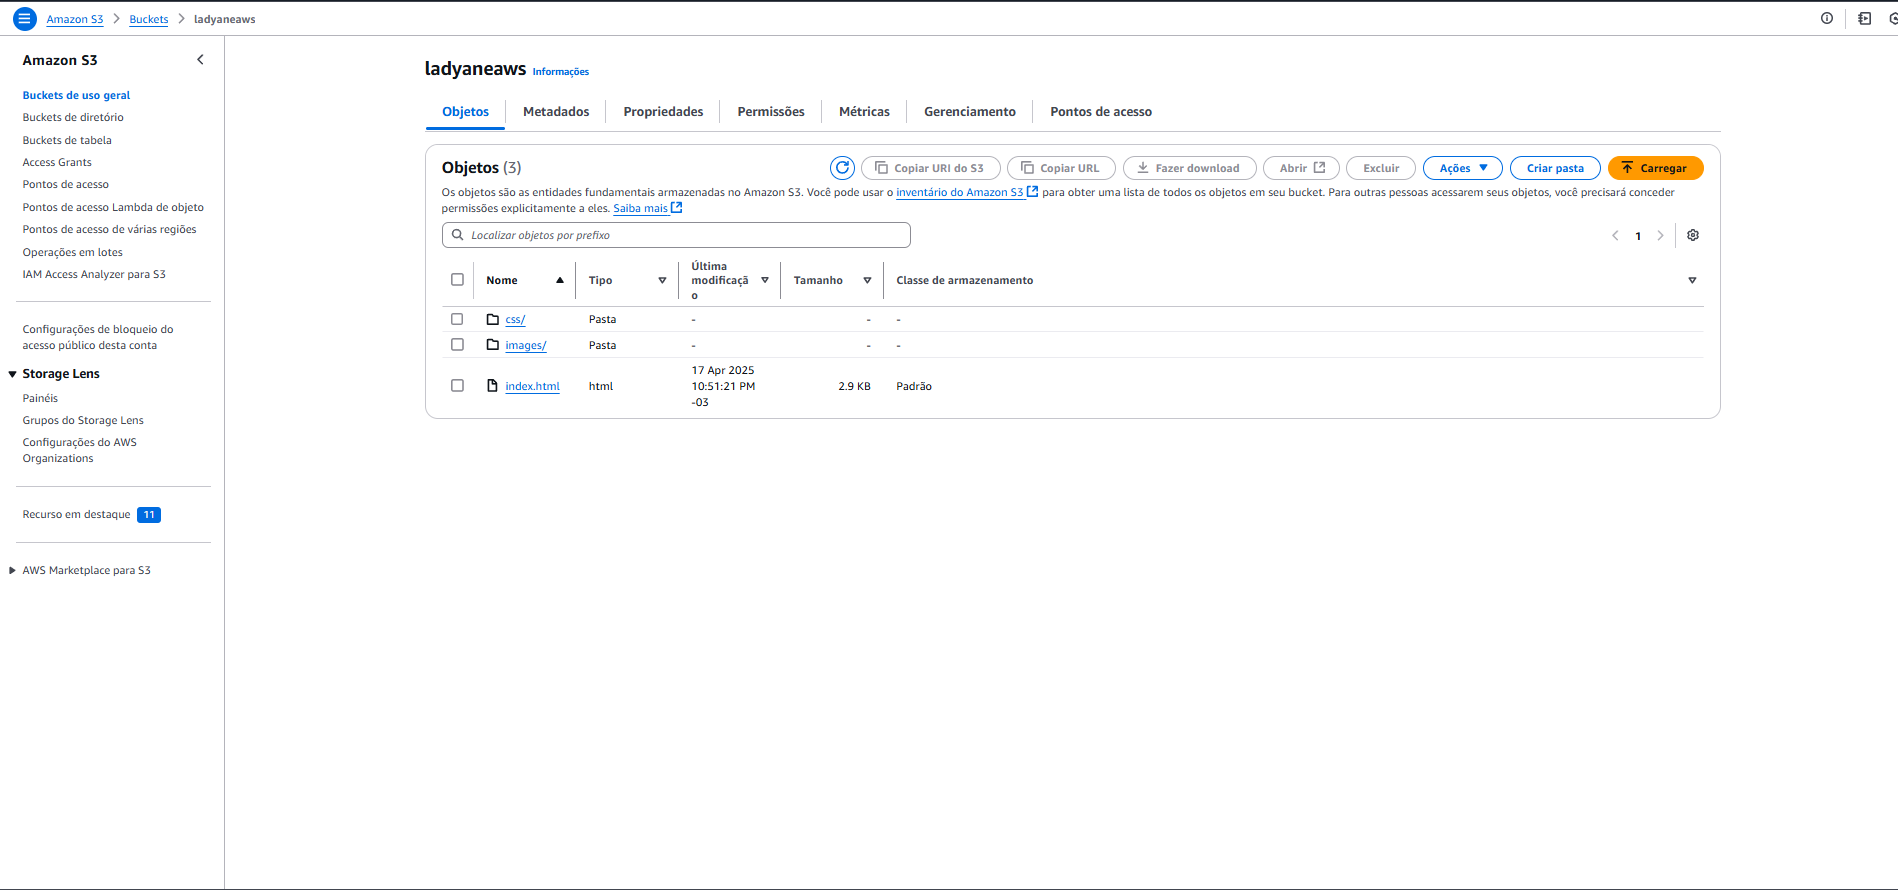 Amazon S3 > Buckets > ladyaneaws
Amazon S3
Buckets de uso geral
Buckets de diretório
Buckets de tabela
Access Grants
Pontos de acesso
Pontos de acesso Lambda de objeto
Pontos de acesso de várias regiões
Operações em lotes
IAM Access Analyzer para S3
Configurações de bloqueio do
acesso público desta conta
Storage Lens
Painéis
Grupos do Storage Lens
Configurações do AWS
Organizations
Recurso em destaque 11
AWS Marketplace para S3
ladyaneaws Informações
Objetos Metadados Propriedades Permissões Métricas Gerenciamento Pontos de acesso
Objetos (3) Copiar URI do S3 Copiar URL Fazer download Abrir Excluir Ações Criar pasta Carregar
Os objetos são as entidades fundamentais armazenadas no Amazon S3. Você pode usar o inventário do Amazon S3 para obter uma lista de todos os objetos em seu bucket. Para outras pessoas acessarem seus objetos, você precisará conceder
permissões explicitamente a eles. Saiba mais
Localizar objetos por prefixo
1
Nome Tipo Última
modificaçã
o Tamanho Classe de armazenamento
css/ Pasta - - -
images/ Pasta - - -
index.html html 17 Apr 2025
10:51:21 PM
-03 2.9 KB Padrão